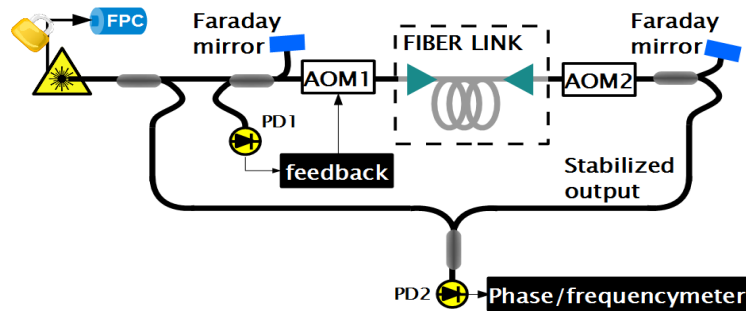 Faraday
mirror
FPC
FIBER LINK
Faraday
mirror
AOM1
AOM2
PD1
feedback
Stabilized
output
PD2
Phase/frequencymeter